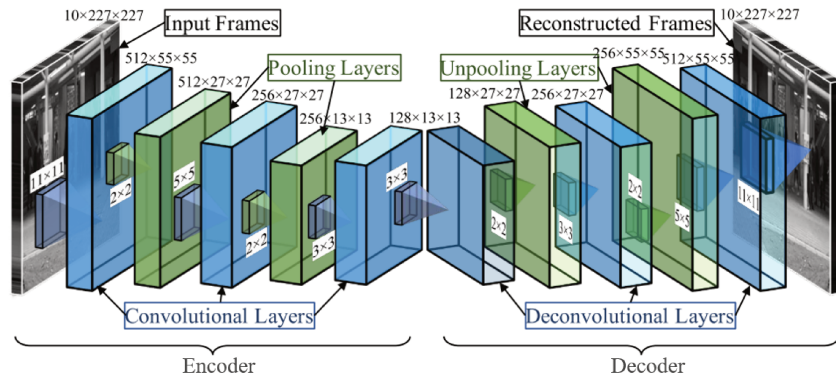 Input Frames
Reconstructed Frames
10×227×227
10×227×227
512×55×55
Pooling Layers
Unpooling Layers
256×55×55
512×55×55
512×27×27
256×27×27
128×27×27
256×27×27
256×13×13
128×13×13
11×11
2×2
5×5
2×2
3×3
3×3
2×2
3×3
2×2
5×5
11×11
Convolutional Layers
Deconvolutional Layers
Encoder
Decoder